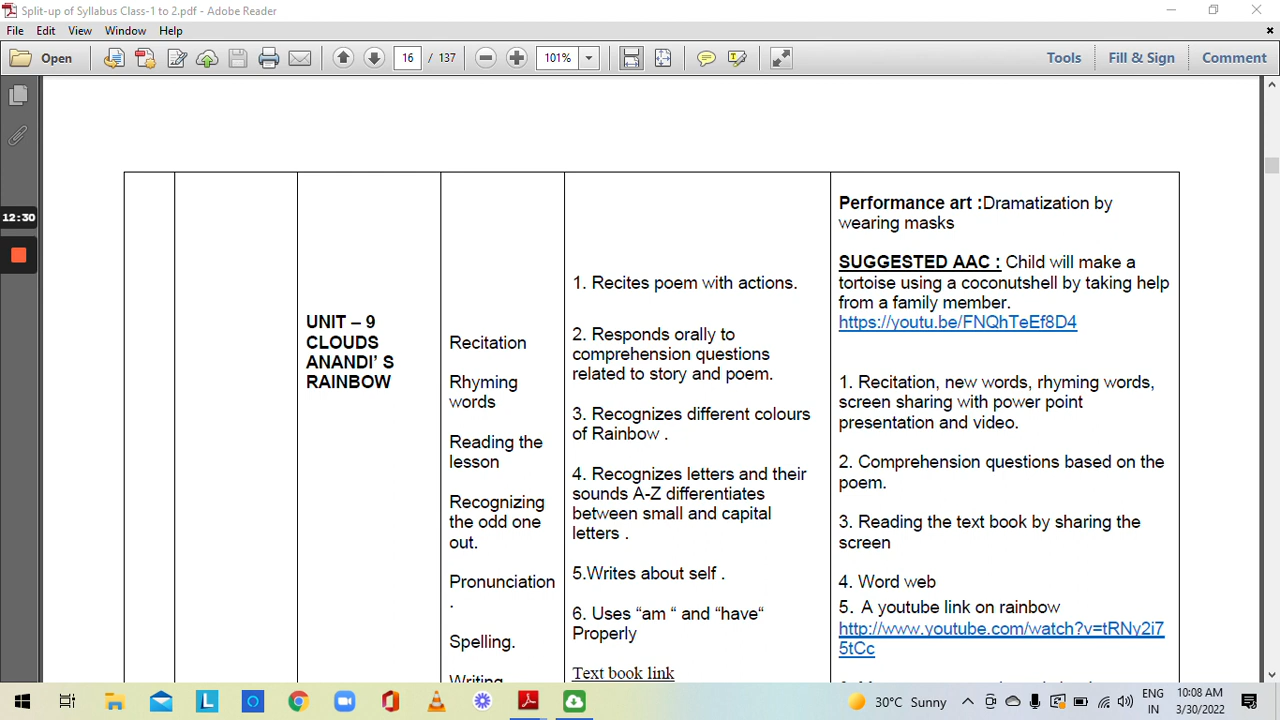 Split-up of Syllabus Class-1 to 2.pdf - Adobe Reader
File Edit View Window Help
Open 16 / 137 101% Tools Fill & Sign Comment
12:30
Performance art :Dramatization by
wearing masks
SUGGESTED AAC : Child will make a
tortoise using a coconutshell by taking help
from a family member.
https://youtu.be/FNQhTeEf8D4
UNIT – 9
CLOUDS
ANANDI’ S
RAINBOW
Recitation
Rhyming
words
Reading the
lesson
Recognizing
the odd one
out.
Pronunciation
.
Spelling.
Writing
1. Recites poem with actions.
2. Responds orally to
comprehension questions
related to story and poem.
3. Recognizes different colours
of Rainbow .
4. Recognizes letters and their
sounds A-Z differentiates
between small and capital
letters .
5.Writes about self .
6. Uses “am “ and “have“
Properly
Text book link
1. Recitation, new words, rhyming words,
screen sharing with power point
presentation and video.
2. Comprehension questions based on the
poem.
3. Reading the text book by sharing the
screen
4. Word web
5. A youtube link on rainbow
http://www.youtube.com/watch?v=tRNy2i7
5tCc
30°C Sunny
ENG
IN
10:08 AM
3/30/2022